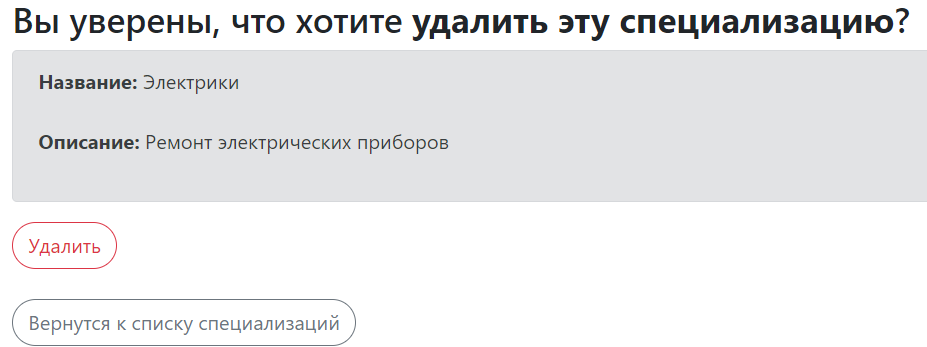 Вы уверены, что хотите удалить эту специализацию?
Название: Электрики
Описание: Ремонт электрических приборов
Удалить
Вернутся к списку специализаций